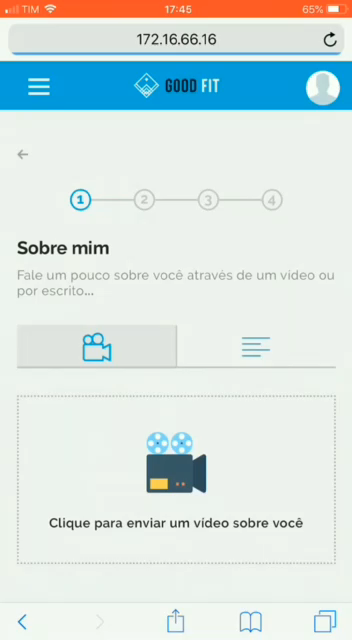 TIM 17:45 65%
172.16.66.16
GOOD FIT
1 2 3 4
Sobre mim
Fale um pouco sobre você através de um vídeo ou
por escrito...
Clique para enviar um vídeo sobre você